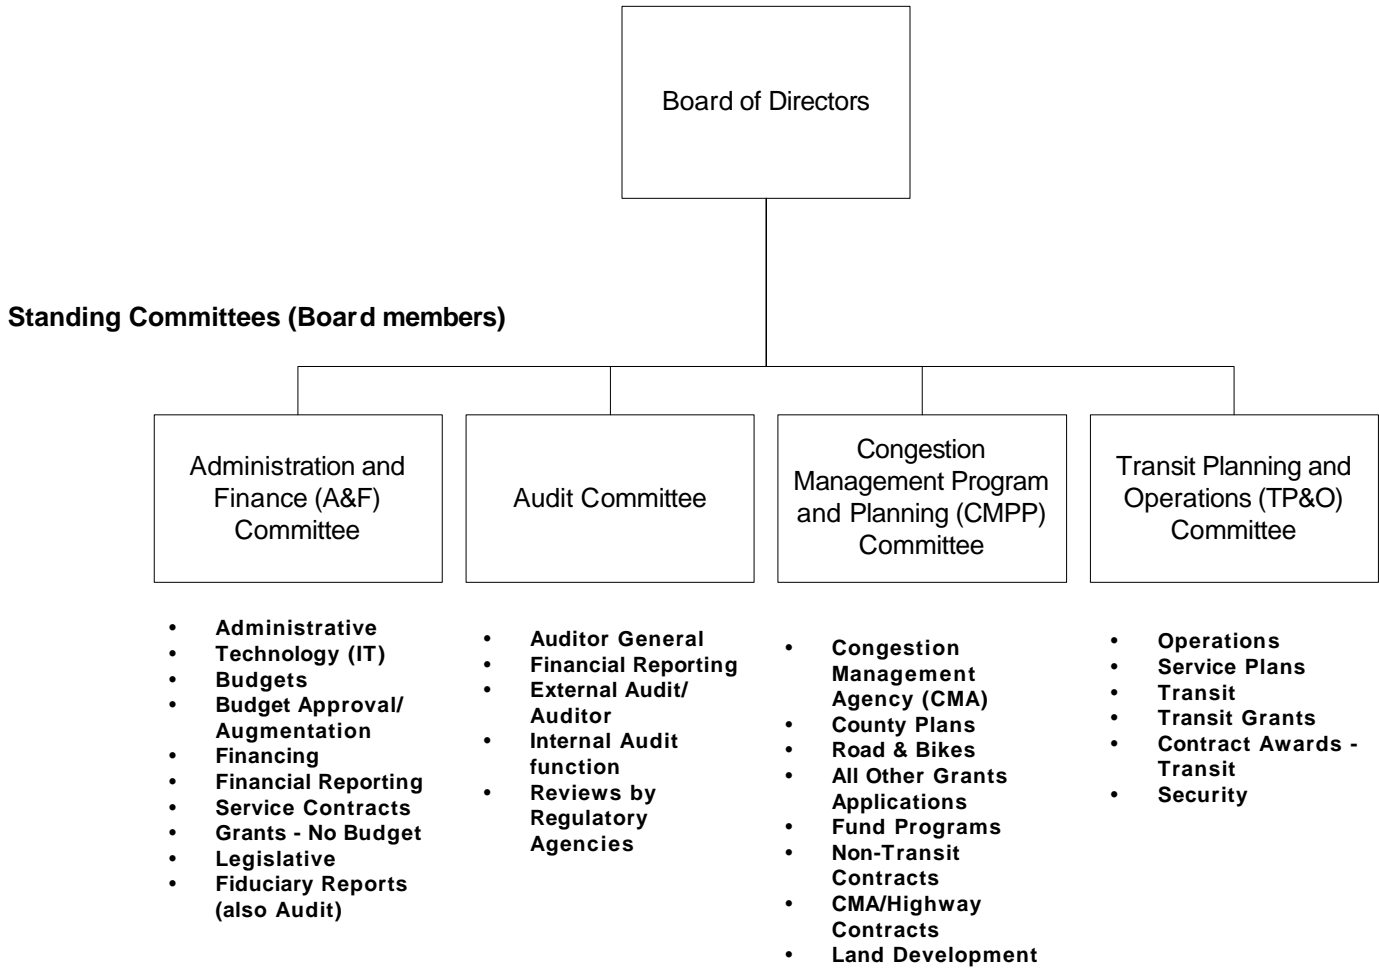 Board of Directors
Standing Committees (Board members)
Administration and
Finance (A&F)
Committee
Audit Committee
Congestion
Management Program
and Planning (CMPP)
Committee
Transit Planning and
Operations (TP&O)
Committee
• Administrative
• Technology (IT)
• Budgets
• Budget Approval/
Augmentation
• Financing
• Financial Reporting
• Service Contracts
• Grants - No Budget
• Legislative
• Fiduciary Reports
(also Audit)
• Auditor General
• Financial Reporting
• External Audit/
Auditor
• Internal Audit
function
• Reviews by
Regulatory
Agencies
• Congestion
Management
Agency (CMA)
• County Plans
• Road & Bikes
• All Other Grants
Applications
• Fund Programs
• Non-Transit
Contracts
• CMA/Highway
Contracts
• Land Development
• Operations
• Service Plans
• Transit
• Transit Grants
• Contract Awards -
Transit
• Security